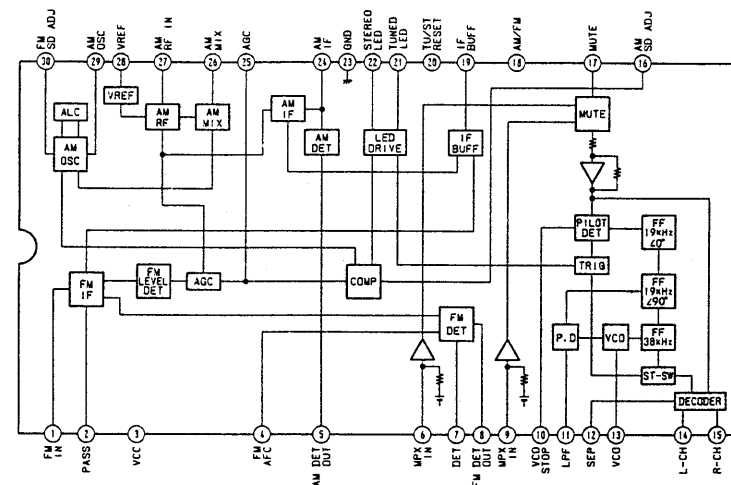 FM SD ADJ
AM OSC
VREF
AM RF IN
AM MIX
AGC
AM IF
GND
STEREO LED
TUNED LED
TU/ST RESET
IF BUFF
AM/FM
MUTE
AM SD ADJ
30
29
28
27
26
25
24
23
22
21
20
19
18
17
16
VREF
ALC
AM RF
AM MIX
AM IF
MUTE
AM OSC
AM DET
LED DRIVE
IF BUFF
PILOT DET
FF 19kHz ∠0°
TRIG
FM IF
FM LEVEL DET
AGC
COMP
FF 19kHz ∠90°
FM DET
P.D
VCO
FF 38kHz
ST-SW
DECODER
1
2
3
4
5
6
7
8
9
10
11
12
13
14
15
FM IN
PASS
VCC
FM AFC
AM DET OUT
MPX IN
DET
FM DET OUT
MPX IN
VCO STOP
LPF
SEP
VCO
L-CH
R-CH